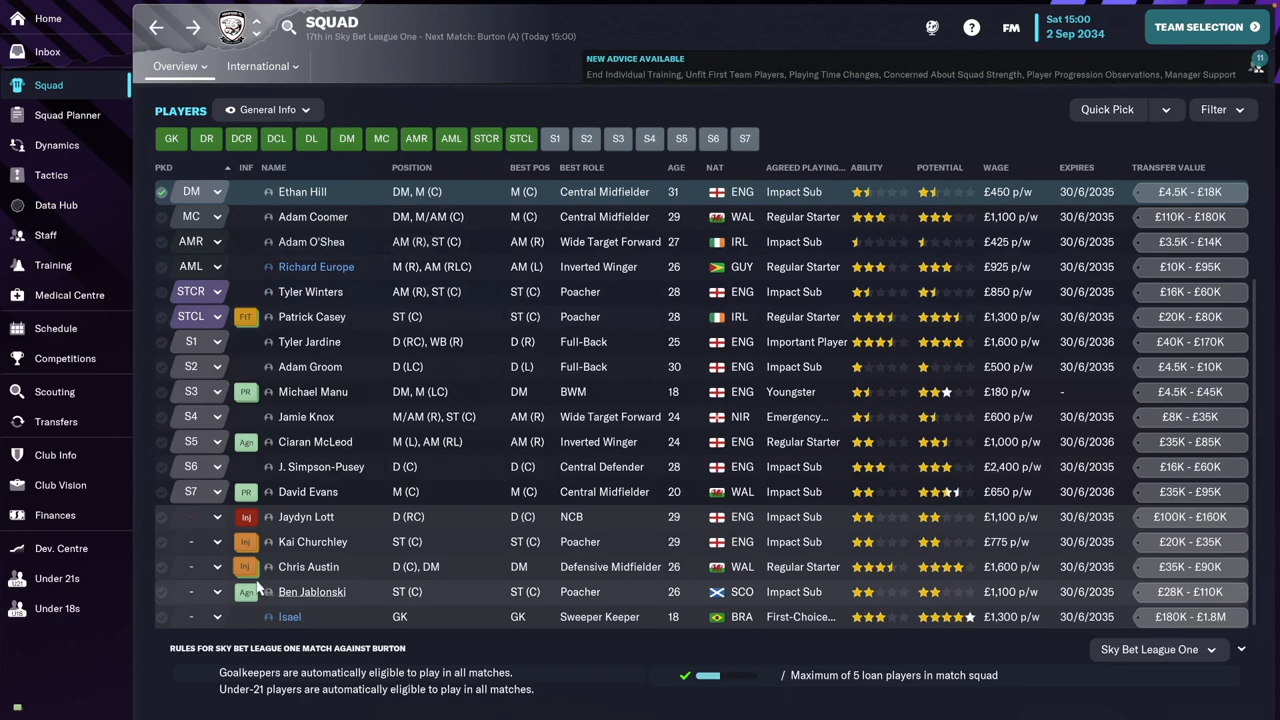 Home
SQUAD
17th in Sky Bet League One - Next Match: Burton (A) (Today 15:00)
FM
Sat 15:00
2 Sep 2034
TEAM SELECTION
Inbox
Squad
Squad Planner
Dynamics
Tactics
Data Hub
Staff
Training
Medical Centre
Schedule
Competitions
Scouting
Transfers
Club Info
Club Vision
Finances
Dev. Centre
U21 Under 21s
U18 Under 18s
Overview International
NEW ADVICE AVAILABLE
End Individual Training, Unfit First Team Players, Playing Time Changes, Concerned About Squad Strength, Player Progression Observations, Manager Support
11
PLAYERS General Info Quick Pick Filter
GK DR DCR DCL DL DM MC AMR AML STCR STCL S1 S2 S3 S4 S5 S6 S7
PKD INF NAME POSITION BEST POS BEST ROLE AGE NAT AGREED PLAYING... ABILITY POTENTIAL WAGE EXPIRES TRANSFER VALUE
DM Ethan Hill DM, M (C) M (C) Central Midfielder 31 ENG Impact Sub £450 p/w 30/6/2035 £4.5K - £18K
MC Adam Coomer DM, M/AM (C) M (C) Central Midfielder 29 WAL Regular Starter £1,100 p/w 30/6/2035 £110K - £180K
AMR Adam O'Shea AM (R), ST (C) AM (R) Wide Target Forward 27 IRL Impact Sub £425 p/w 30/6/2035 £3.5K - £14K
AML Richard Europe M (R), AM (RLC) AM (L) Inverted Winger 26 GUY Regular Starter £925 p/w 30/6/2035 £10K - £95K
STCR Tyler Winters AM (R), ST (C) ST (C) Poacher 28 ENG Impact Sub £850 p/w 30/6/2035 £16K - £60K
STCL FIT Patrick Casey ST (C) ST (C) Poacher 28 IRL Regular Starter £1,300 p/w 30/6/2035 £20K - £80K
S1 Tyler Jardine D (RC), WB (R) D (R) Full-Back 25 ENG Important Player £1,600 p/w 30/6/2036 £40K - £170K
S2 Adam Groom D (LC) D (L) Full-Back 30 ENG Impact Sub £500 p/w 30/6/2035 £4.5K - £10K
S3 PR Michael Manu DM, M (LC) DM BWM 18 ENG Youngster £180 p/w - £4.5K - £45K
S4 Jamie Knox M/AM (R), ST (C) AM (R) Wide Target Forward 24 NIR Emergency... £600 p/w 30/6/2035 £8K - £35K
S5 Agn Ciaran McLeod M (L), AM (RL) AM (R) Inverted Winger 24 ENG Regular Starter £1,000 p/w 30/6/2036 £35K - £85K
S6 J. Simpson-Pusey D (C) D (C) Central Defender 28 ENG Impact Sub £2,400 p/w 30/6/2035 £16K - £60K
S7 PR David Evans M (C) M (C) Central Midfielder 20 WAL Impact Sub £650 p/w 30/6/2036 £35K - £95K
- Inj Jaydyn Lott D (RC) D (C) NCB 29 ENG Impact Sub £1,100 p/w 30/6/2035 £100K - £160K
- Inj Kai Churchley ST (C) ST (C) Poacher 29 ENG Impact Sub £775 p/w 30/6/2035 £20K - £35K
- Inj Chris Austin D (C), DM DM Defensive Midfielder 26 WAL Regular Starter £1,600 p/w 30/6/2035 £35K - £90K
- Agn Ben Jablonski ST (C) ST (C) Poacher 26 SCO Impact Sub £1,100 p/w 30/6/2035 £28K - £110K
- Isael GK GK Sweeper Keeper 18 BRA First-Choice... £1,300 p/w 30/6/2035 £180K - £1.8M
RULES FOR SKY BET LEAGUE ONE MATCH AGAINST BURTON Sky Bet League One
Goalkeepers are automatically eligible to play in all matches.
Under-21 players are automatically eligible to play in all matches.
/ Maximum of 5 loan players in match squad